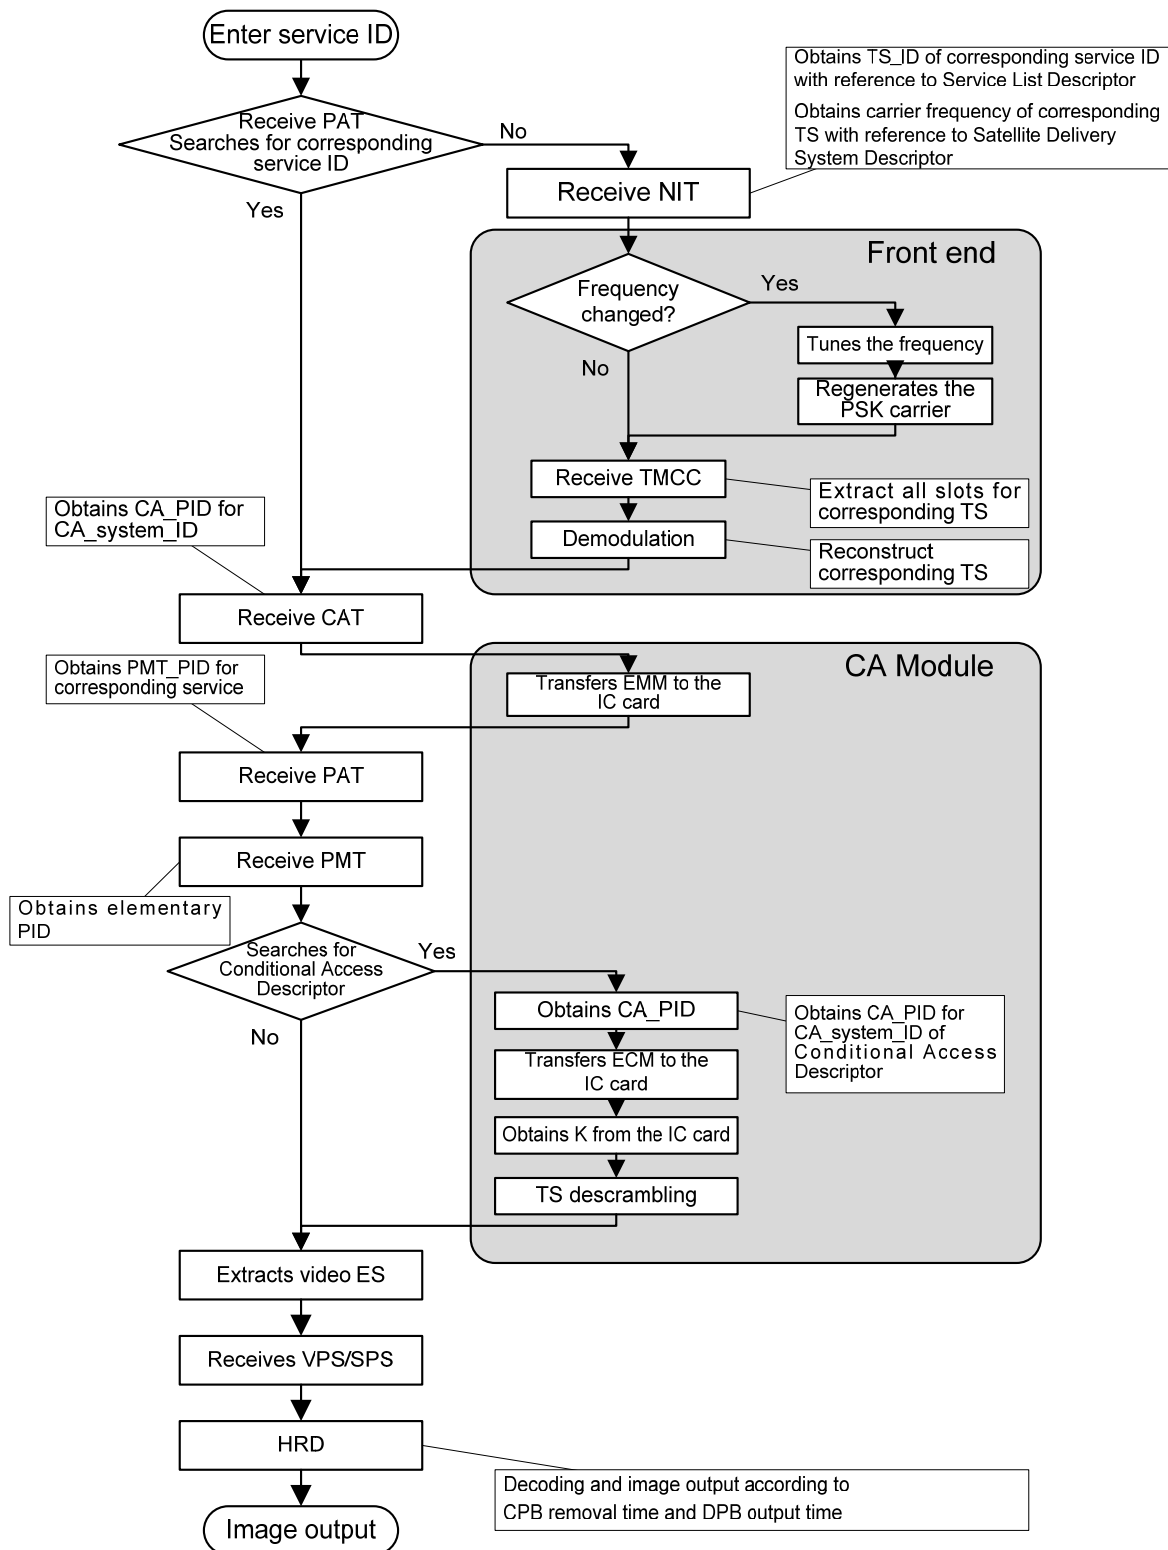 Enter service ID
Obtains TS_ID of corresponding service ID
with reference to Service List Descriptor
Obtains carrier frequency of corresponding
TS with reference to Satellite Delivery
System Descriptor
Receive PAT
Searches for corresponding
service ID
No
Yes
Receive NIT
Front end
Frequency
changed?
Yes
No
Tunes the frequency
Regenerates the
PSK carrier
Receive TMCC
Extract all slots for
corresponding TS
Demodulation
Reconstruct
corresponding TS
Obtains CA_PID for
CA_system_ID
Receive CAT
CA Module
Obtains PMT_PID for
corresponding service
Transfers EMM to the
IC card
Receive PAT
Receive PMT
Obtains elementary
PID
Searches for
Conditional Access
Descriptor
Yes
No
Obtains CA_PID
Obtains CA_PID for
CA_system_ID of
Conditional Access
Descriptor
Transfers ECM to the
IC card
Obtains K from the IC card
TS descrambling
Extracts video ES
Receives VPS/SPS
HRD
Decoding and image output according to
CPB removal time and DPB output time
Image output